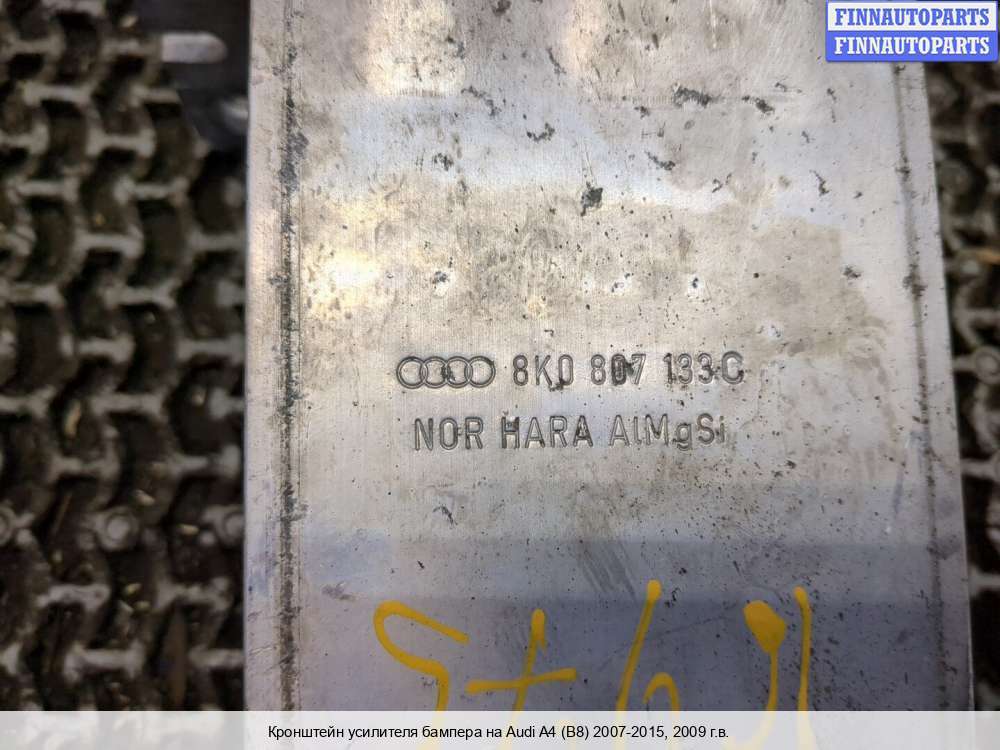 FINNAUTOPARTS
FINNAUTOPARTS
8K0 807 133 C
NOR HARA AlMgSi
Кронштейн усилителя бампера на Audi A4 (B8) 2007-2015, 2009 г.в.